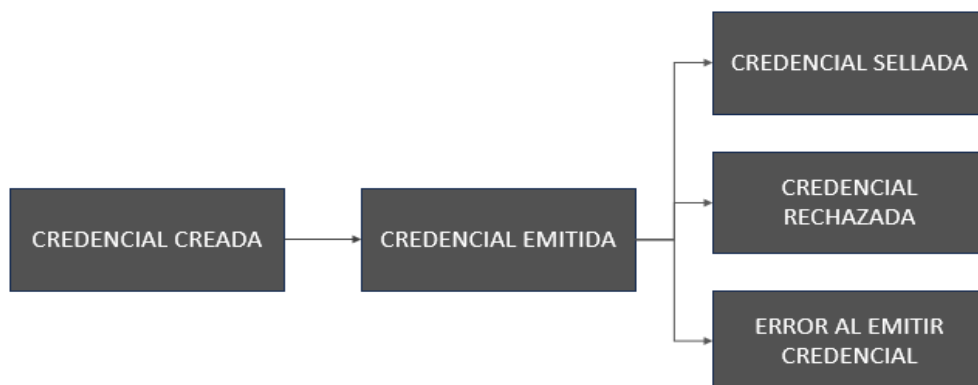 CREDENCIAL CREADA
CREDENCIAL EMITIDA
CREDENCIAL SELLADA
CREDENCIAL
RECHAZADA
ERROR AL EMITIR
CREDENCIAL